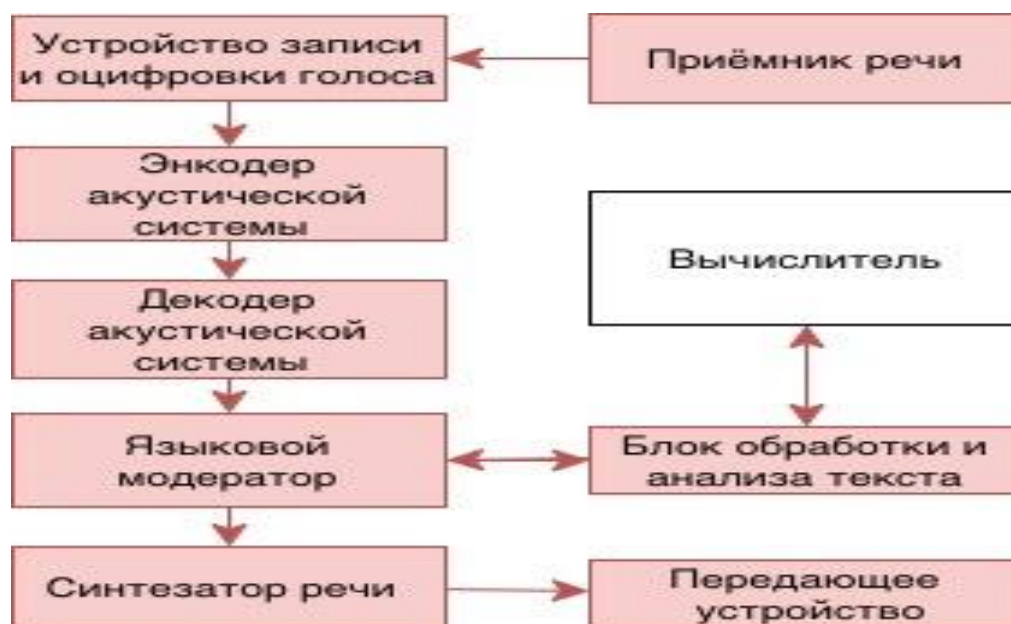 Устройство записи
и оцифровки голоса
Приёмник речи
Энкодер
акустической
системы
Вычислитель
Декодер
акустической
системы
Языковой
модератор
Блок обработки и
анализа текста
Синтезатор речи
Передающее
устройство